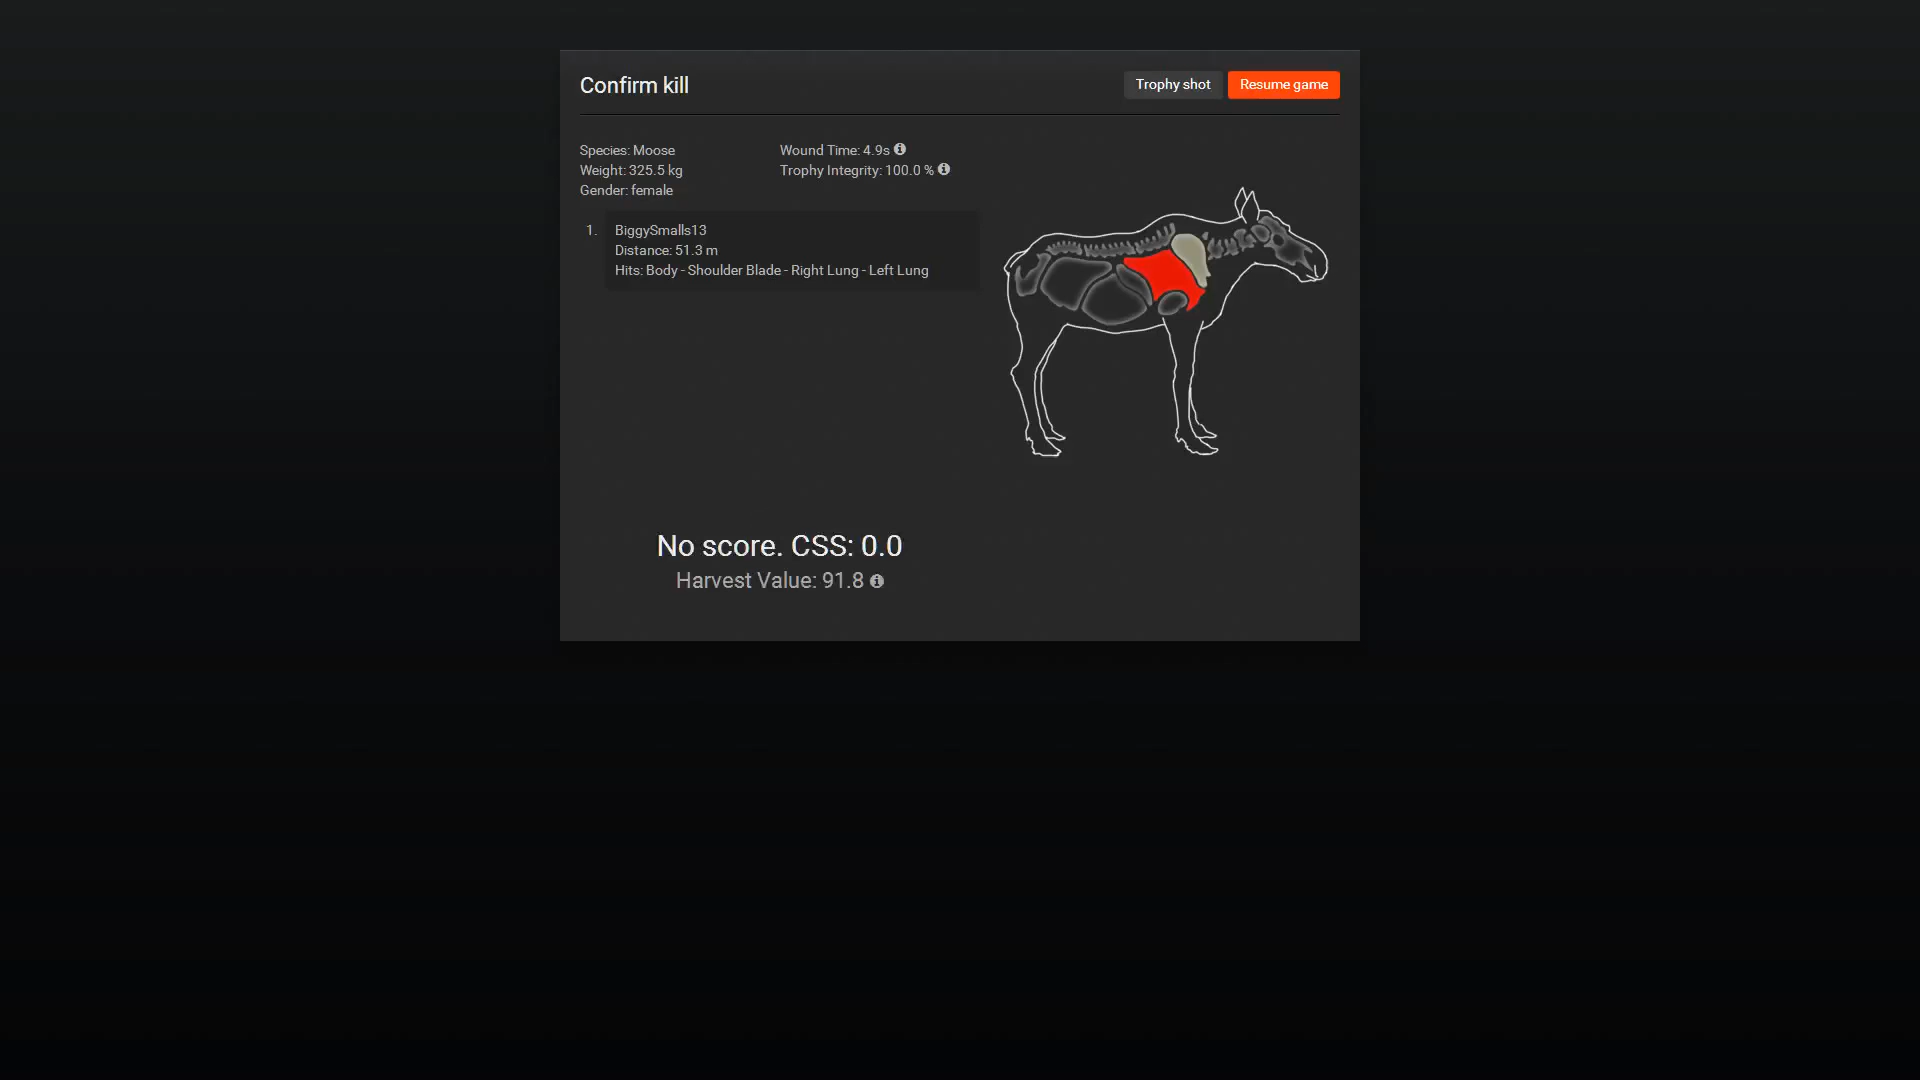 Confirm kill
Trophy shot
Resume game
Species: Moose
Weight: 325.5 kg
Gender: female
Wound Time: 4.9s
Trophy Integrity: 100.0 %
1.
BiggySmalls13
Distance: 51.3 m
Hits: Body - Shoulder Blade - Right Lung - Left Lung
No score. CSS: 0.0
Harvest Value: 91.8